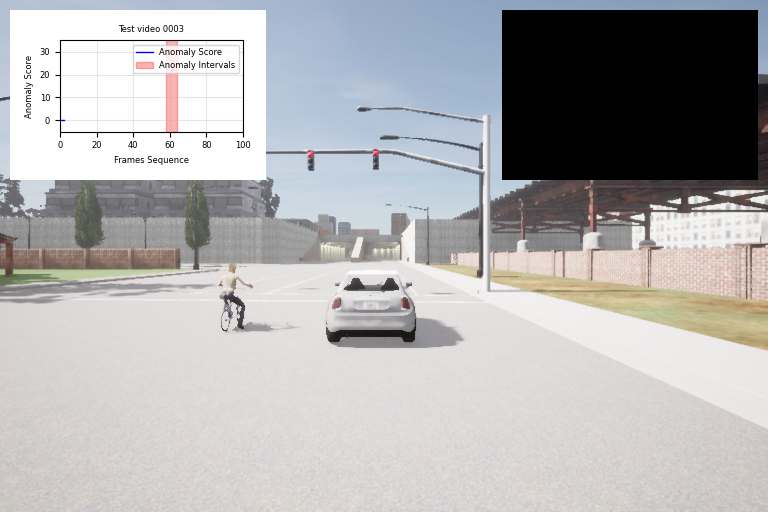 Test video 0003
Anomaly Score
Anomaly Score
Anomaly Intervals
30
20
10
0
0 20 40 60 80 100
Frames Sequence